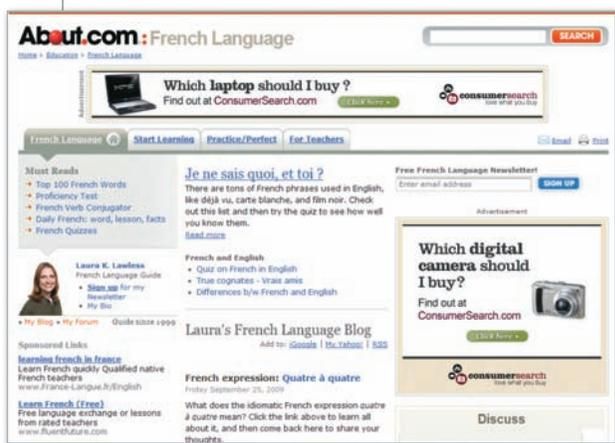 About.com: French Language
SEARCH
Home > Education > French Language
Advertisement
Which laptop should I buy ?
Find out at ConsumerSearch.com
Click here
consumersearch
love what you buy
French Language
Start Learning
Practice/Perfect
For Teachers
Email
Print
Must Reads
Top 100 French Words
Proficiency Test
French Verb Conjugator
Daily French: word, lesson, facts
French Quizzes
Laura K. Lawless
French Language Guide
Sign up for my
Newsletter
My Bio
My Blog
My Forum
Guide since 1999
Sponsored Links
learning french in france
Learn French quickly Qualified native
French teachers
www.France-Langue.fr/English
Learn French (Free)
Free language exchange or lessons
from rated teachers
www.fluentfuture.com
Je ne sais quoi, et toi ?
There are tons of French phrases used in English,
like déjà vu, carte blanche, and film noir. Check
out this list and then try the quiz to see how well
you know them.
Read more
French and English
Quiz on French in English
True cognates - Vrais amis
Differences b/w French and English
Laura's French Language Blog
Add to: iGoogle | My Yahoo! | RSS
French expression: Quatre à quatre
Friday September 25, 2009
What does the idiomatic French expression quatre
à quatre mean? Click the link above to learn all
about it, and then come back here to share your
thoughts.
Free French Language Newsletter!
Enter email address
SIGN UP
Advertisement
Which digital
camera should
I buy?
Find out at
ConsumerSearch.com
Click here
consumersearch
love what you buy
Discuss